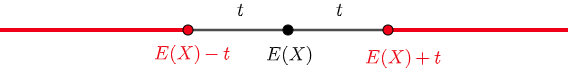 t t
E(X) − t E(X) E(X) + t